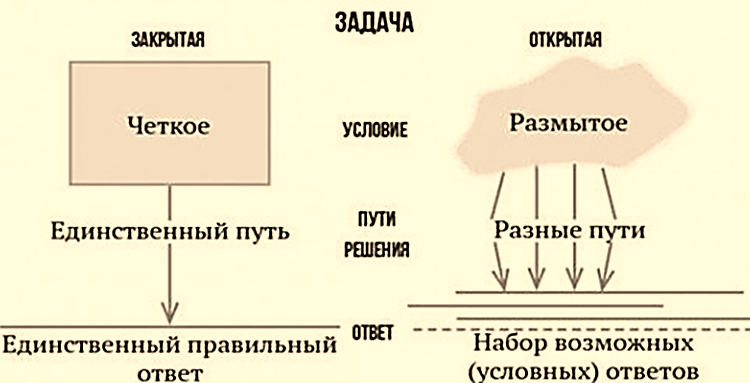 ЗАДАЧА
ЗАКРЫТАЯ
ОТКРЫТАЯ
Четкое
УСЛОВИЕ
Размытое
Единственный путь
ПУТИ
РЕШЕНИЯ
Разные пути
ОТВЕТ
Единственный правильный
ответ
Набор возможных
(условных) ответов